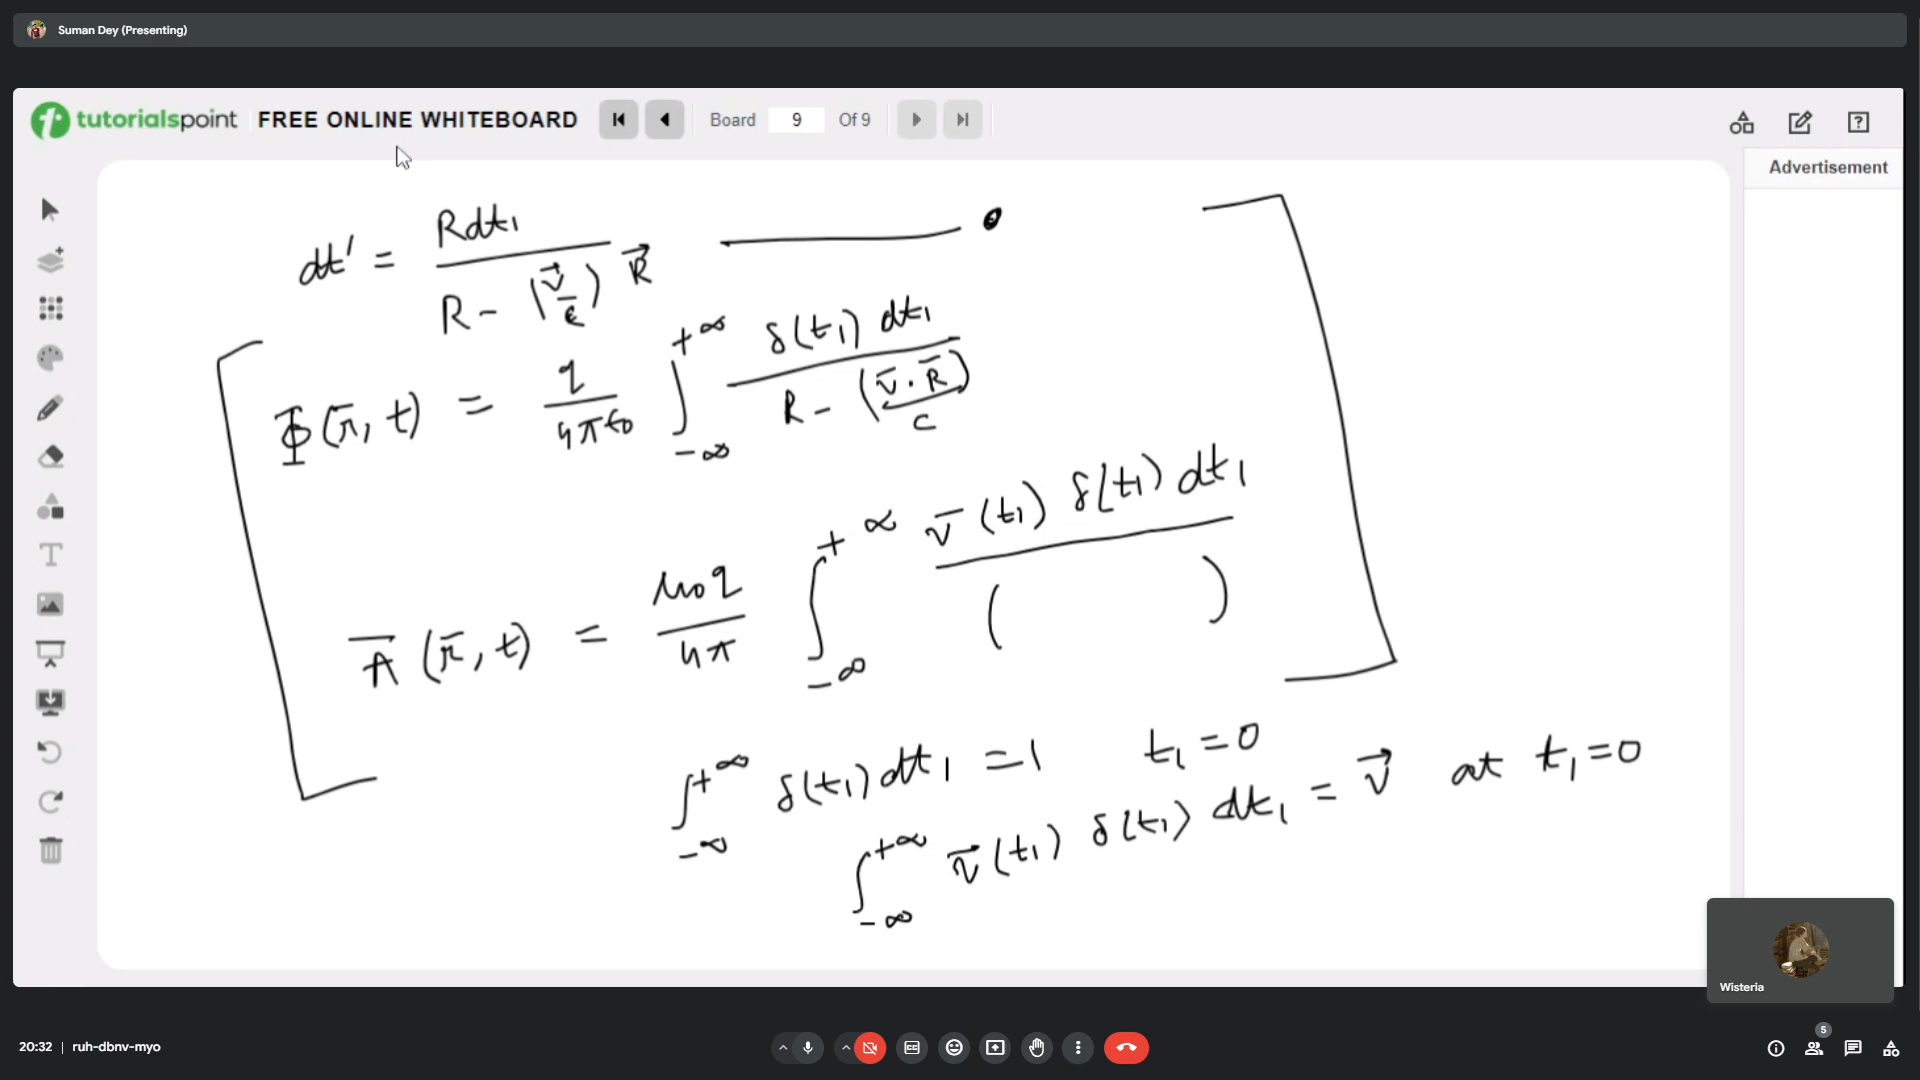 Suman Dey (Presenting)
tutorialspoint FREE ONLINE WHITEBOARD Board 9 Of 9
Advertisement
dt' = R dt₁ / (R - (v⃗/c) R⃗)
Φ(r̄, t) = q/4πϵ₀ ∫₋∞^+∞ δ(t₁) dt₁ / (R - (v̄ · R̄)/c)
A̅(r̄, t) = μ₀q/4π ∫₋∞^+∞ v̄(t₁) δ(t₁) dt₁ / ( )
∫₋∞^+∞ δ(t₁) dt₁ = 1 t₁ = 0
∫₋∞^+∞ v⃗(t₁) δ(t₁) dt₁ = v⃗ at t₁ = 0
Wisteria
20:32 | ruh-dbnv-myo
5